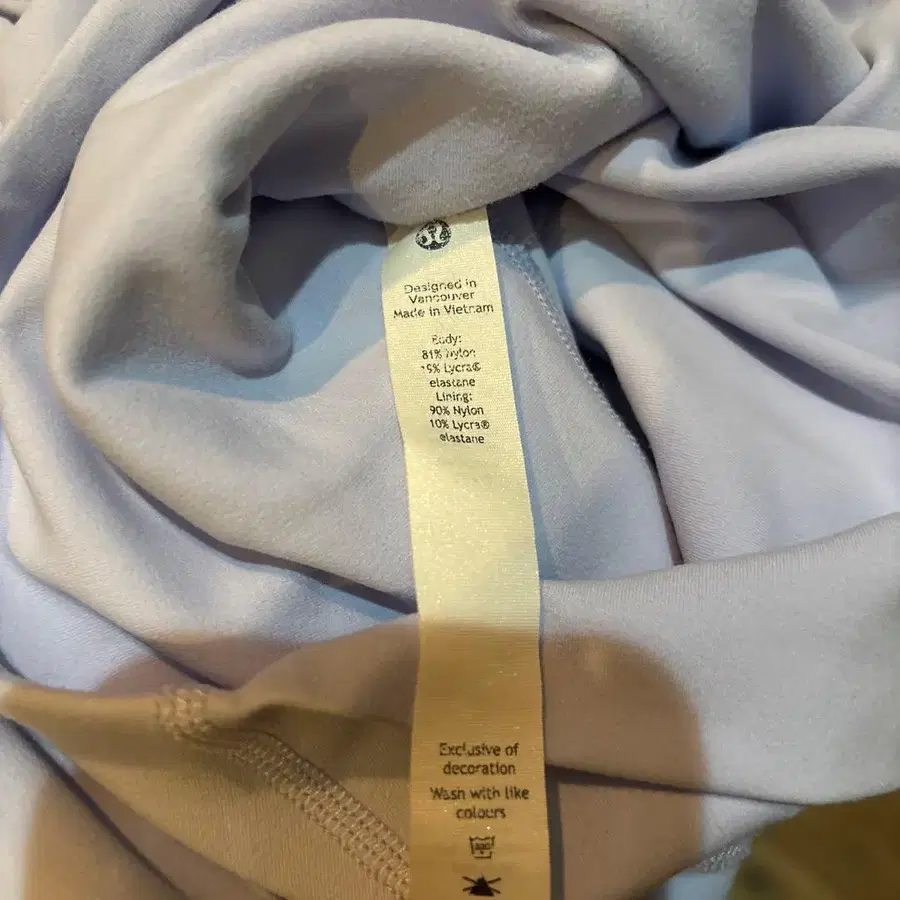 Designed in
Vancouver
Made in Vietnam
Body:
81% Nylon
19% Lycra®
elastane
Lining:
90% Nylon
10% Lycra®
elastane
Exclusive of
decoration
Wash with like
colours